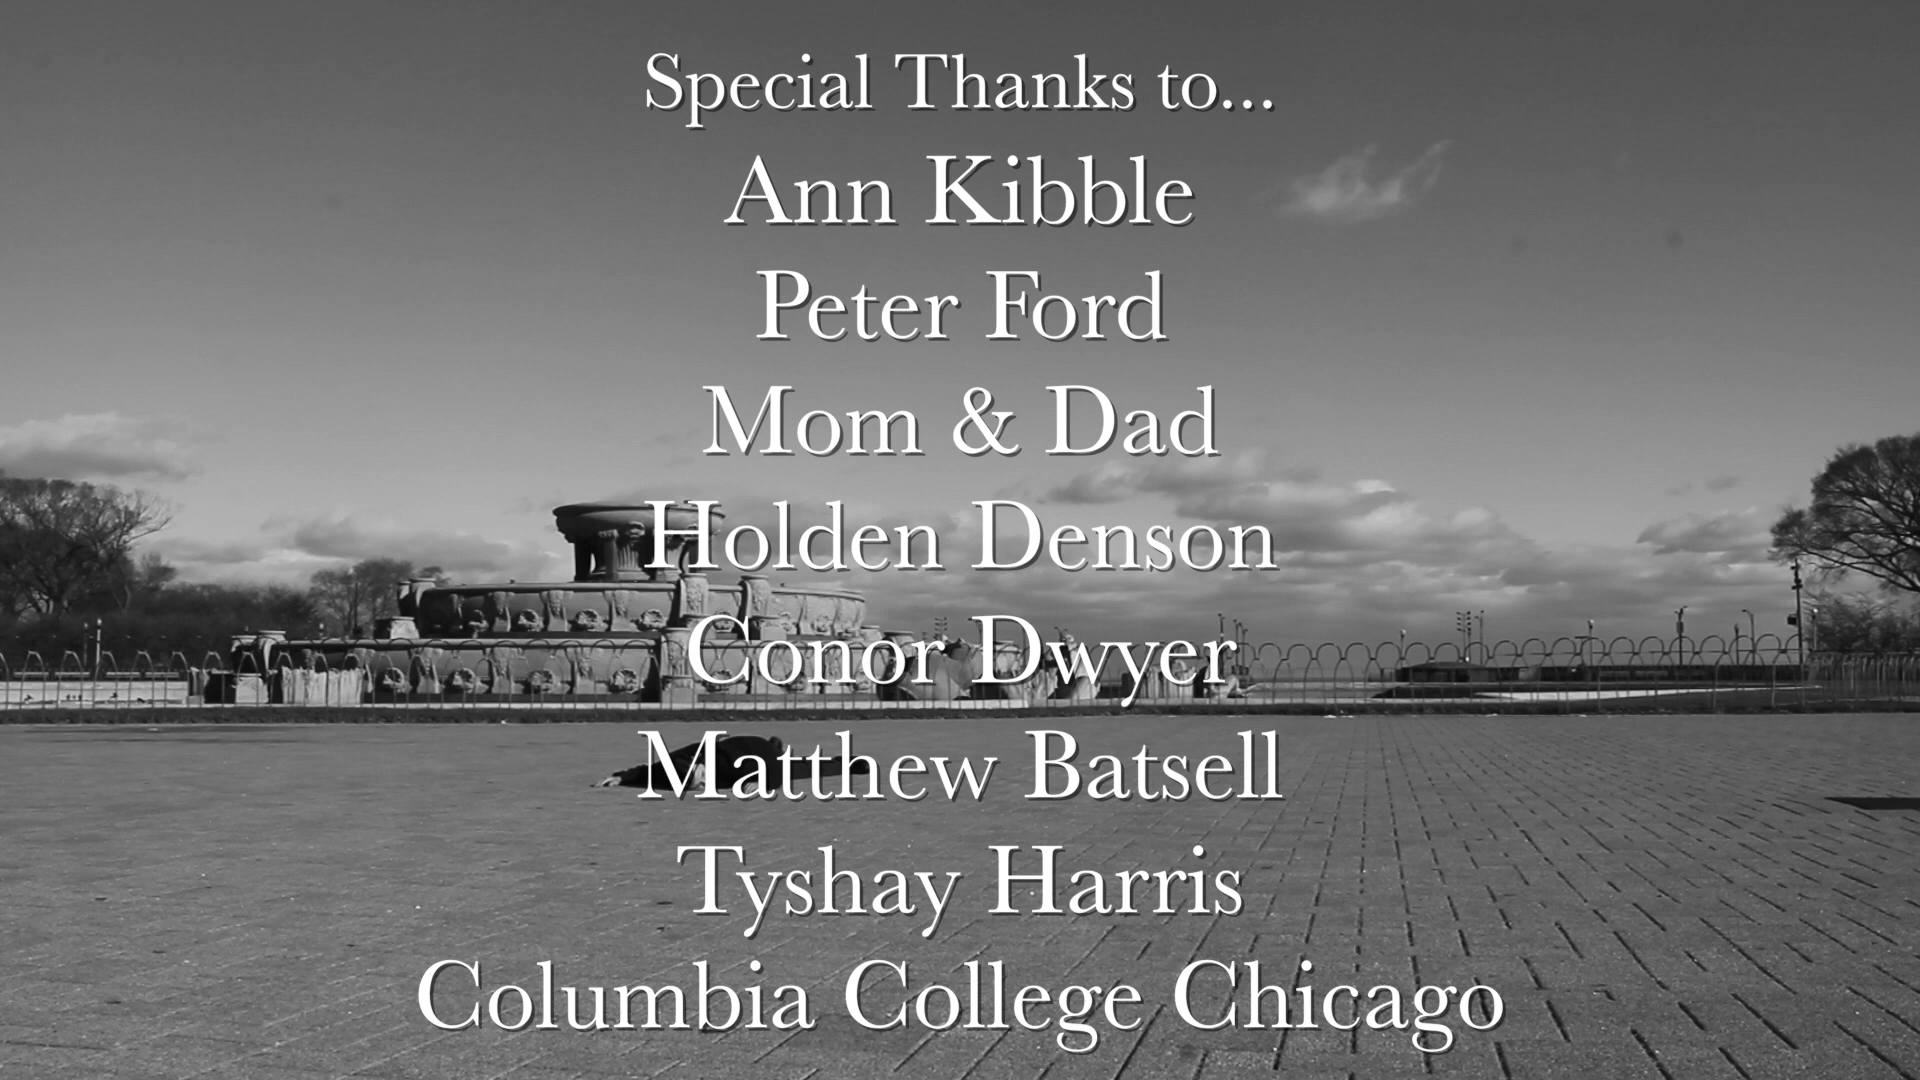 Special Thanks to...
Ann Kibble
Peter Ford
Mom & Dad
Holden Denson
Conor Dwyer
Matthew Batsell
Tyshay Harris
Columbia College Chicago